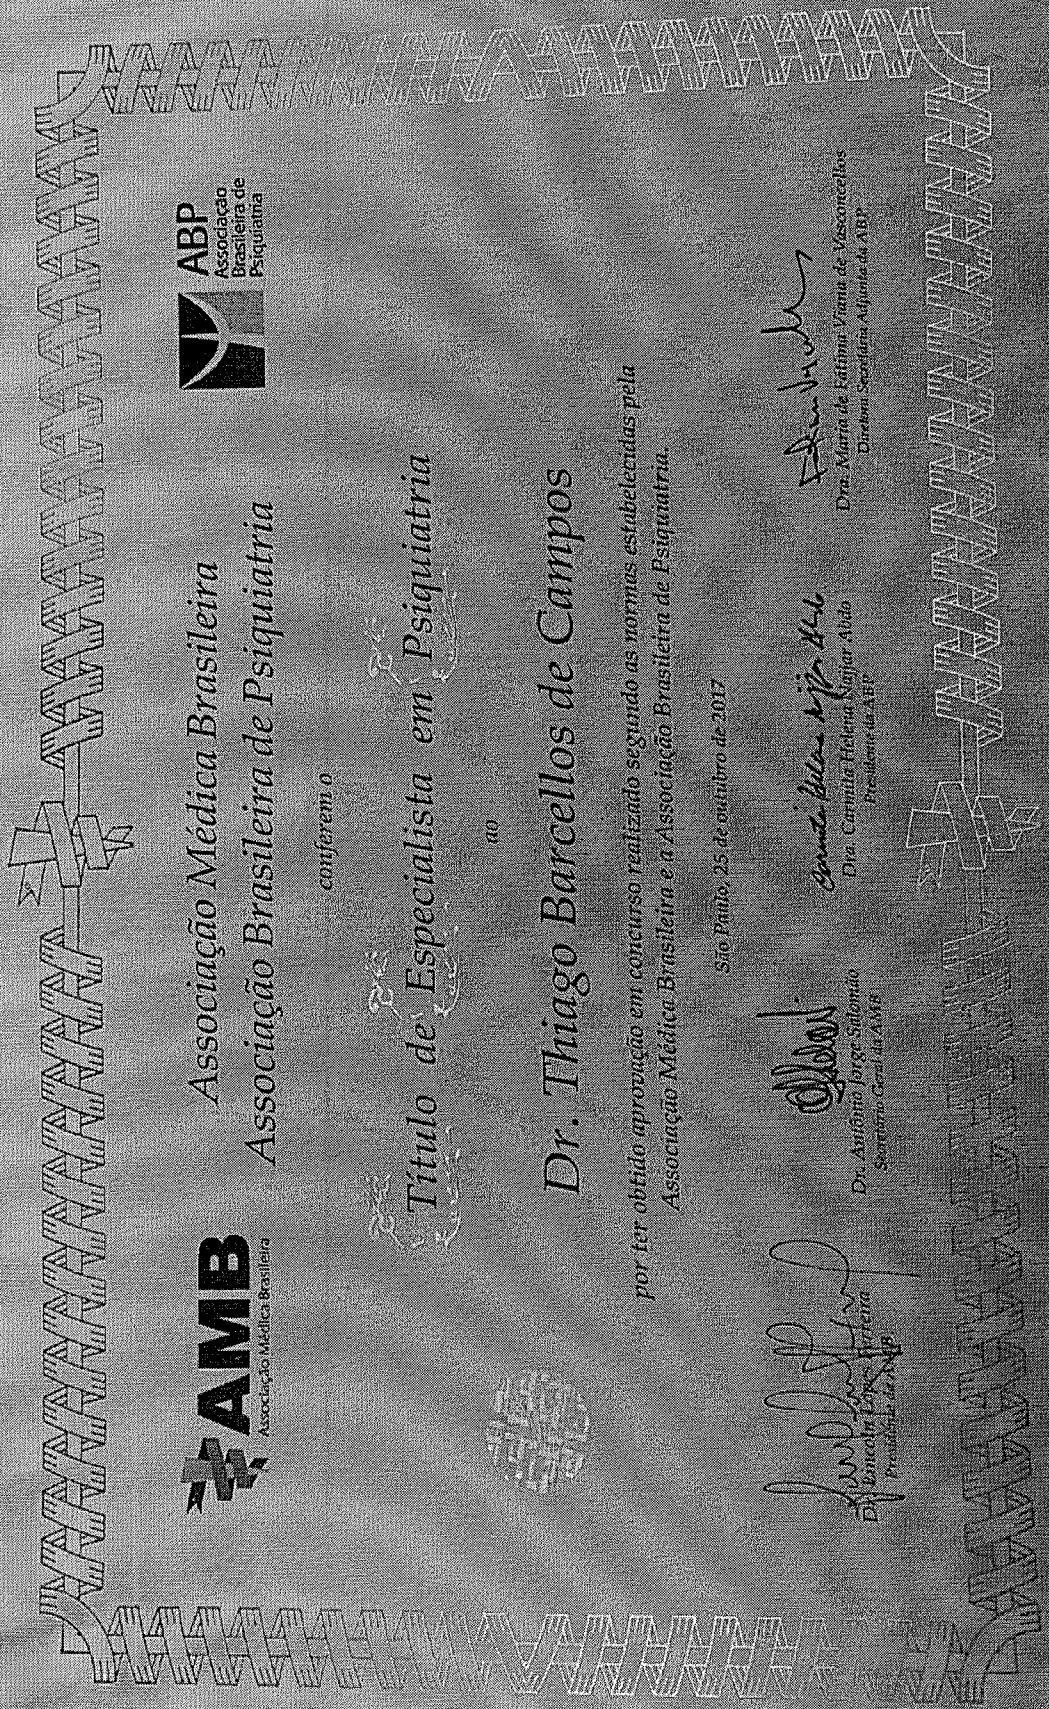 AMB
Associação Médica Brasileira
ABP
Associação
Brasileira de
Psiquiatria
Associação Médica Brasileira
Associação Brasileira de Psiquiatria
conferem o
Título de Especialista em Psiquiatria
ao
Dr. Thiago Barcellos de Campos
por ter obtido aprovação em concurso realizado segundo as normas estabelecidas pela
Associação Médica Brasileira e a Associação Brasileira de Psiquiatria.
São Paulo, 25 de outubro de 2017
Dr. Lincoln Lopes Ferreira
Presidente da AMB
Dr. Antônio Jorge Salomão
Secretário Geral da AMB
Dra. Carmita Helena Najjar Abdo
Presidente da ABP
Dra. Maria de Fátima Viana de Vasconcellos
Diretora Secretária Adjunta da ABP